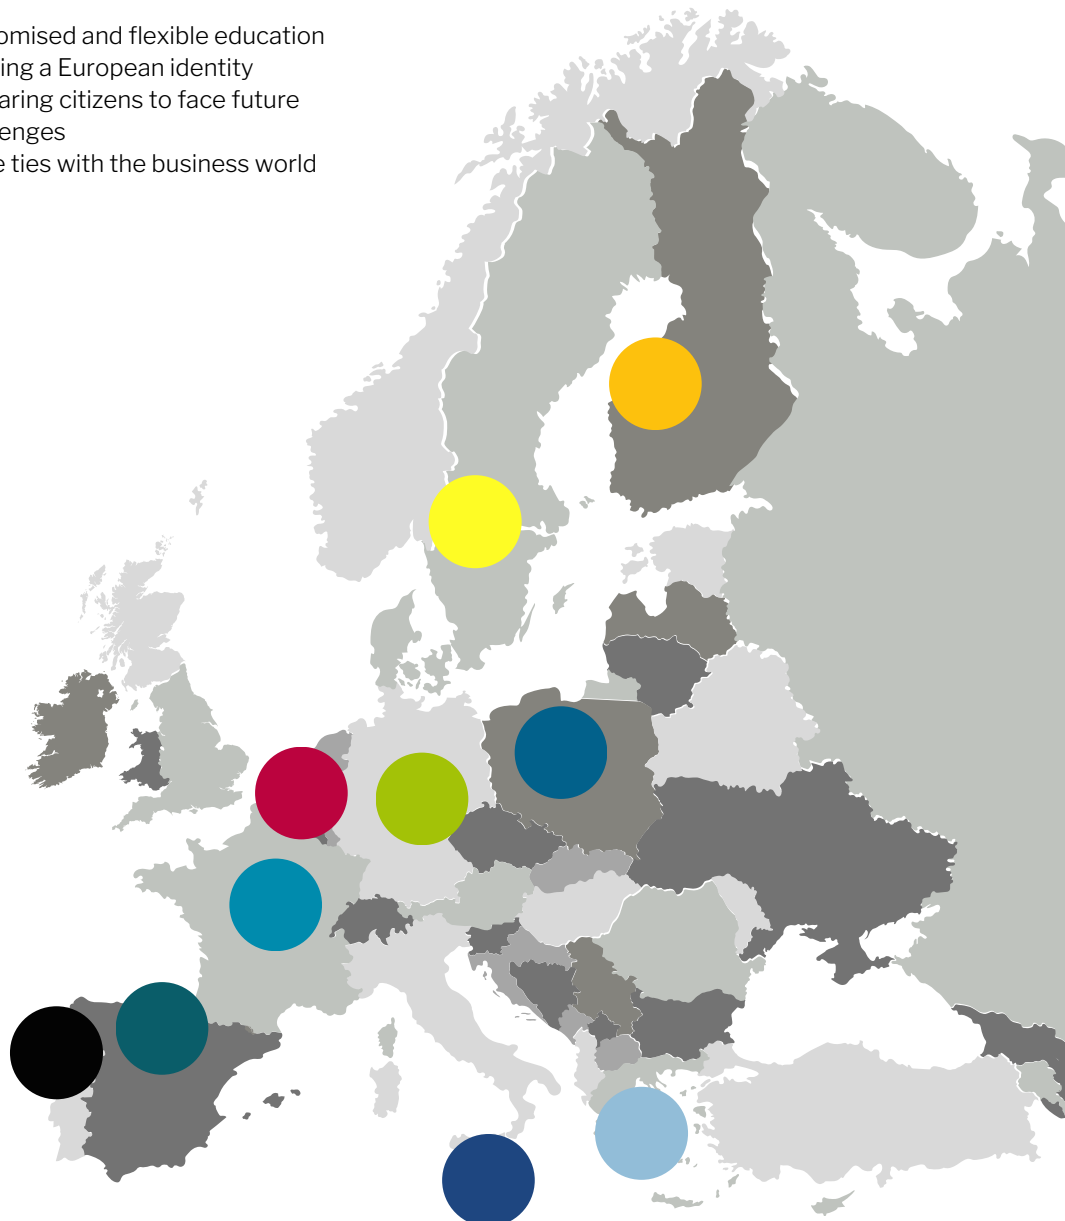 omised and flexible education
ing a European identity
aring citizens to face future
enges
e ties with the business world